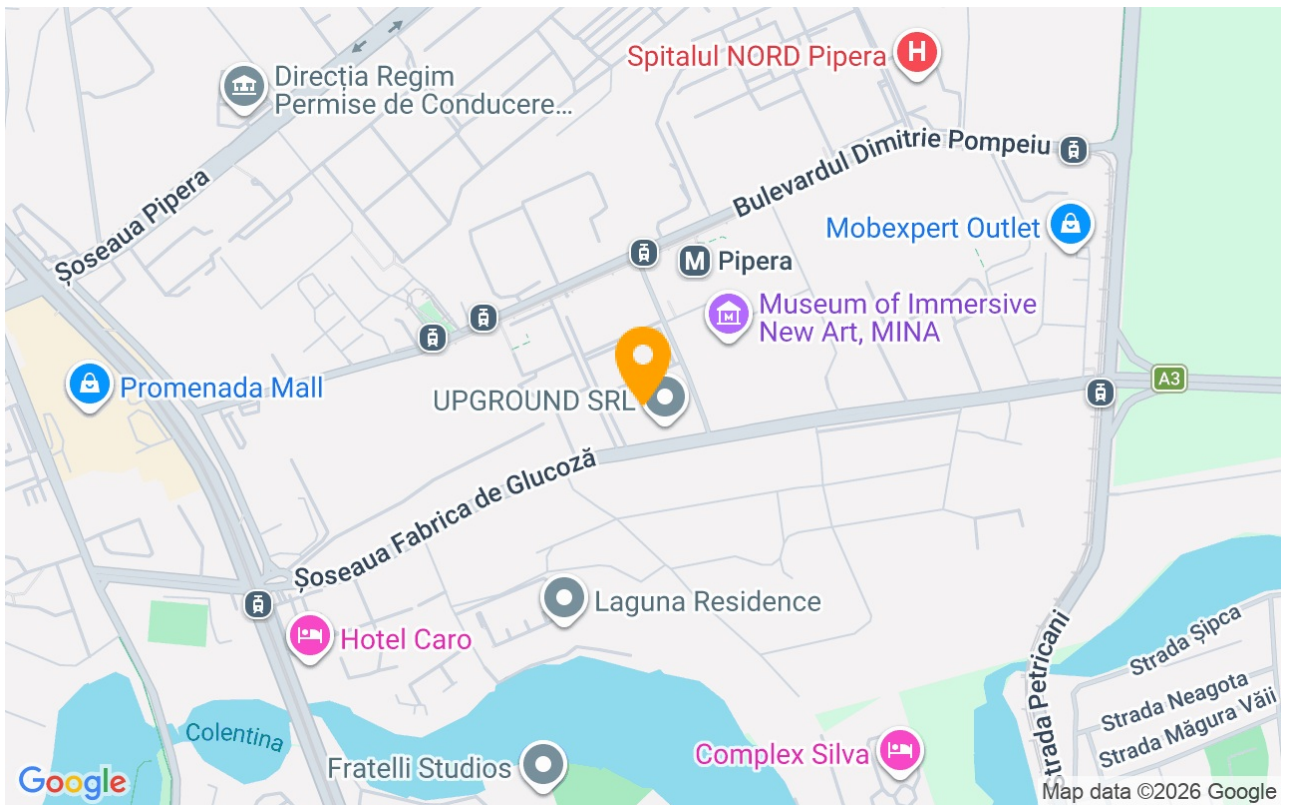 Spitalul NORD Pipera
H
Direcția Regim
Permise de Conducere...
Bulevardul Dimitrie Pompeiu
Șoseaua Pipera
Mobexpert Outlet
M Pipera
Museum of Immersive
New Art, MINA
Promenada Mall
A3
UPGROUND SRL
Șoseaua Fabrica de Glucoză
Laguna Residence
Hotel Caro
Strada Șipca
Strada Petricani
Strada Neagota
Strada Măgura Văii
Colentina
Complex Silva
Fratelli Studios
Google
Map data ©2026 Google